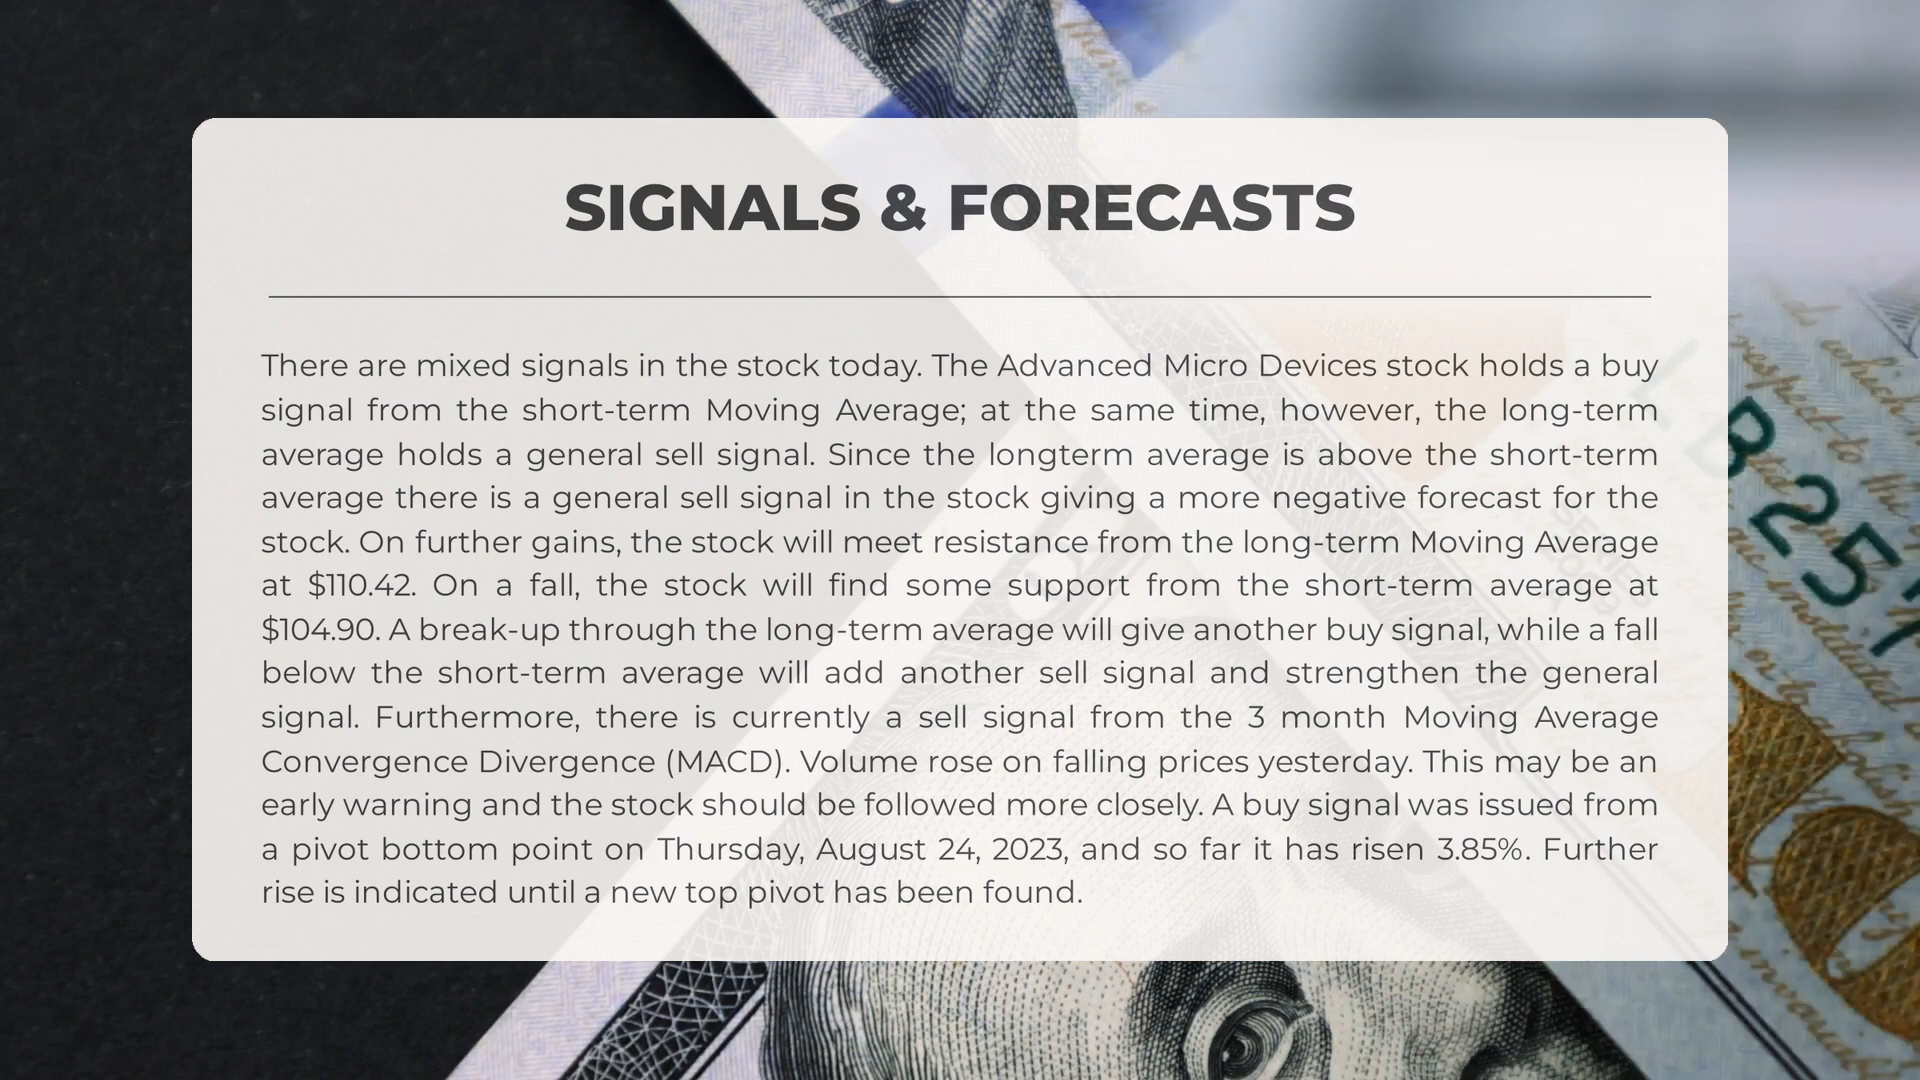 SIGNALS & FORECASTS
There are mixed signals in the stock today. The Advanced Micro Devices stock holds a buy
signal from the short-term Moving Average; at the same time, however, the long-term
average holds a general sell signal. Since the longterm average is above the short-term
average there is a general sell signal in the stock giving a more negative forecast for the
stock. On further gains, the stock will meet resistance from the long-term Moving Average
at $110.42. On a fall, the stock will find some support from the short-term average at
$104.90. A break-up through the long-term average will give another buy signal, while a fall
below the short-term average will add another sell signal and strengthen the general
signal. Furthermore, there is currently a sell signal from the 3 month Moving Average
Convergence Divergence (MACD). Volume rose on falling prices yesterday. This may be an
early warning and the stock should be followed more closely. A buy signal was issued from
a pivot bottom point on Thursday, August 24, 2023, and so far it has risen 3.85%. Further
rise is indicated until a new top pivot has been found.
LB257